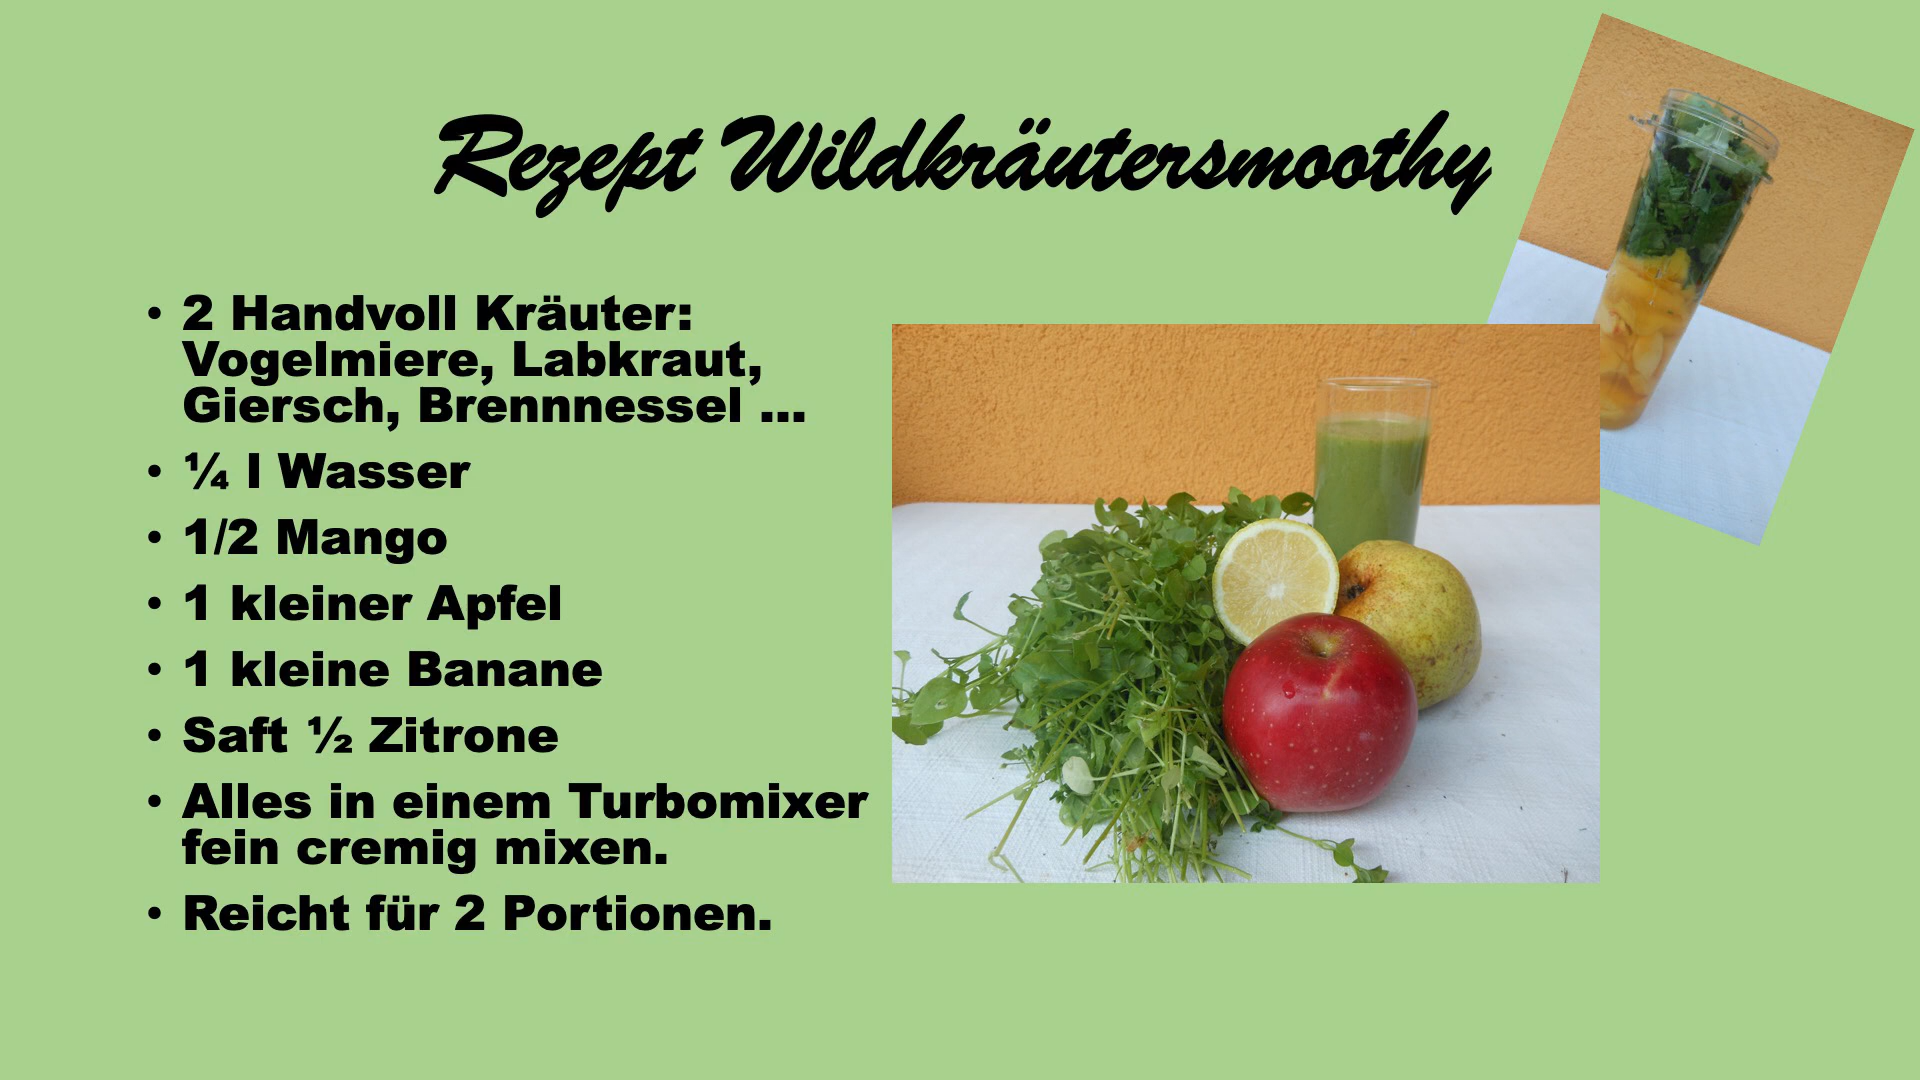 Rezept Wildkräutersmoothy
• 2 Handvoll Kräuter:
Vogelmiere, Labkraut,
Giersch, Brennnessel ...
• ¼ l Wasser
• 1/2 Mango
• 1 kleiner Apfel
• 1 kleine Banane
• Saft ½ Zitrone
• Alles in einem Turbomixer
fein cremig mixen.
• Reicht für 2 Portionen.